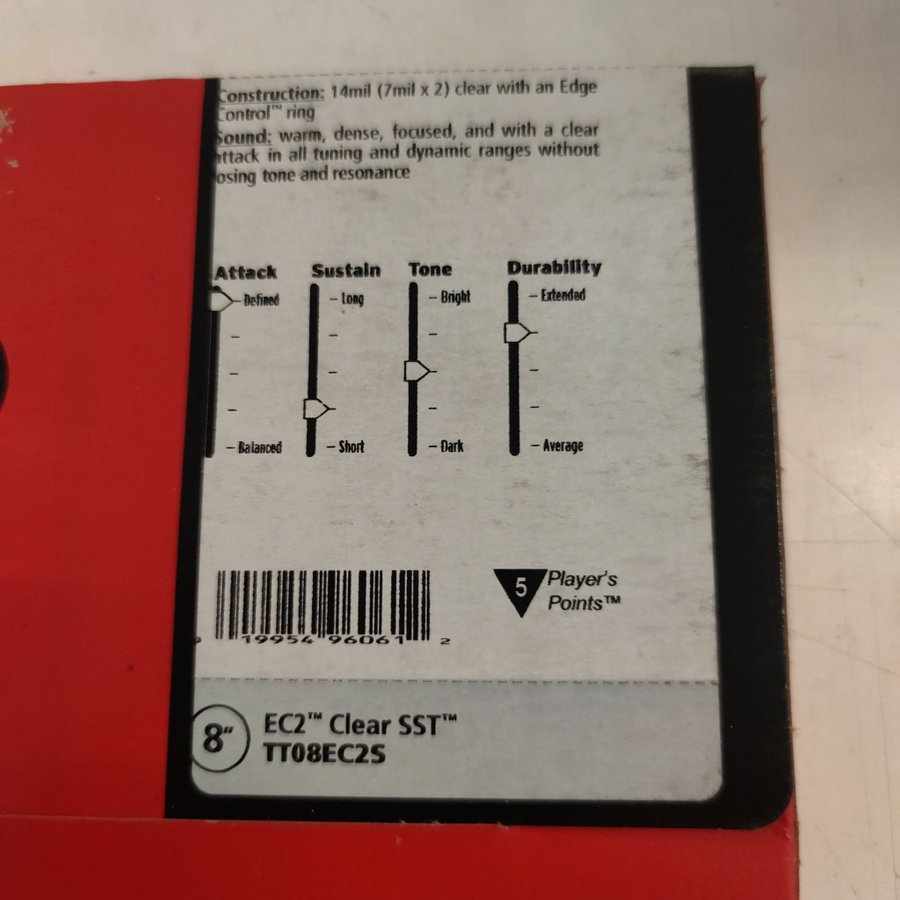 Construction: 14mil (7mil x 2) clear with an Edge
Control™ ring
Sound: warm, dense, focused, and with a clear
attack in all tuning and dynamic ranges without
losing tone and resonance
Attack Sustain Tone Durability
Defined Long Bright Extended
Balanced Short Dark Average
5 Player's
Points™
19954 96061 2
8" EC2™ Clear SST™
TT08EC2S